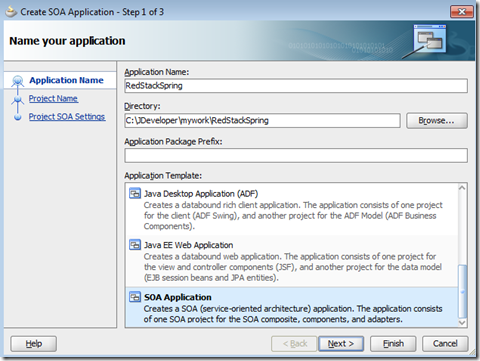 Create SOA Application - Step 1 of 3
Name your application
Application Name
Project Name
Project SOA Settings
Application Name:
RedStackSpring
Directory:
C:\JDeveloper\mywork\RedStackSpring
Browse...
Application Package Prefix:
Application Template:
Java Desktop Application (ADF)
Creates a databound rich client application. The application consists of one project
for the client (ADF Swing), and another project for the ADF Model (ADF Business
Components).
Java EE Web Application
Creates a databound web application. The application consists of one project for
the view and controller components (JSF), and another project for the data model
(EJB session beans and JPA entities).
SOA Application
Creates a SOA (service-oriented architecture) application. The application consists
of one SOA project for the SOA composite, components, and adapters.
Help
< Back
Next >
Finish
Cancel